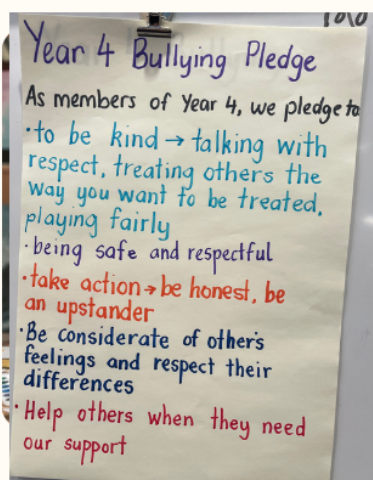 Year 4 Bullying Pledge
As members of Year 4, we pledge to
·to be kind → talking with
respect, treating others the
way you want to be treated,
playing fairly
·being safe and respectful
·take action → be honest, be
an upstander
·Be considerate of other's
feelings and respect their
differences
·Help others when they need
our support